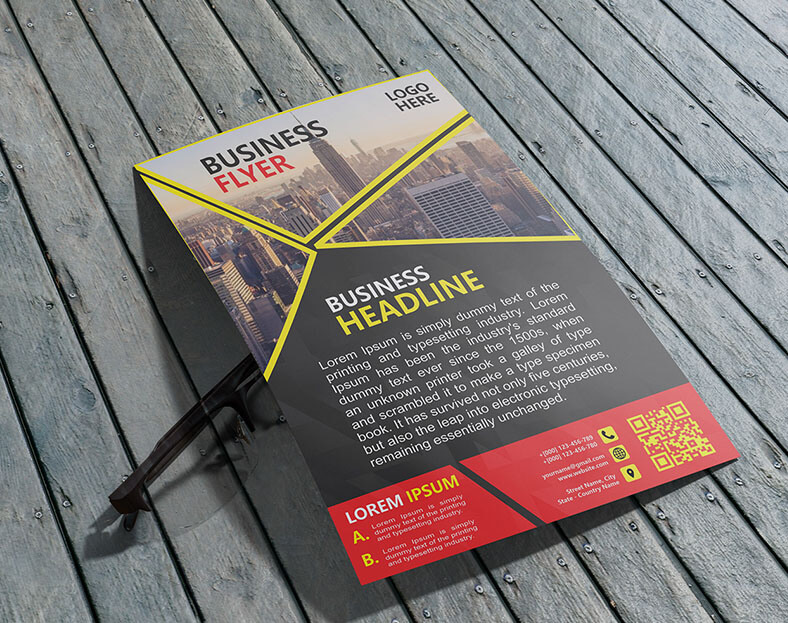 LOGO
HERE
BUSINESS
FLYER
BUSINESS
HEADLINE
Lorem Ipsum is simply dummy text of the
printing and typesetting industry. Lorem
Ipsum has been the industry's standard
dummy text ever since the 1500s, when
an unknown printer took a galley of type
and scrambled it to make a type specimen
book. It has survived not only five centuries,
but also the leap into electronic typesetting,
remaining essentially unchanged.
LOREM IPSUM
A. Lorem Ipsum is simply
dummy text of the printing
and typesetting industry.
B. Lorem Ipsum is simply
dummy text of the printing
and typesetting industry.
+(000) 123-456-789
+(000) 123-456-780
yourname@gmail.com
www.website.com
Street Name, City
State - Country Name